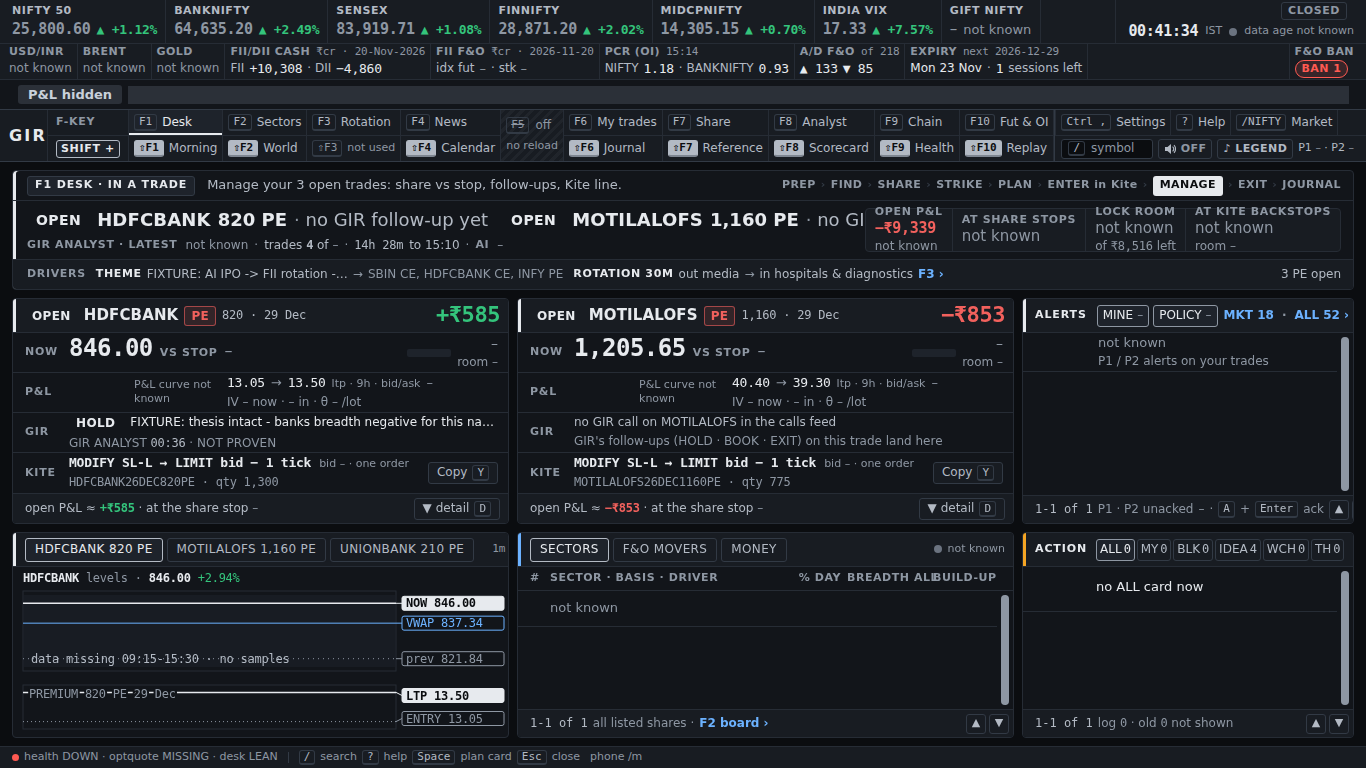 NIFTY 50 BANKNIFTY SENSEX FINNIFTY MIDCPNIFTY INDIA VIX GIFT NIFTY CLOSED
25,800.60 ▲ +1.12% 64,635.20 ▲ +2.49% 83,919.71 ▲ +1.08% 28,871.20 ▲ +2.02% 14,305.15 ▲ +0.70% 17.33 ▲ +7.57% – not known 00:41:34 IST ● data age not known
USD/INR BRENT GOLD FII/DII CASH ₹cr · 20-Nov-2026 FII F&O ₹cr · 2026-11-20 PCR (OI) 15:14 A/D F&O of 218 EXPIRY next 2026-12-29 F&O BAN
not known not known not known FII +10,308 · DII −4,860 idx fut – · stk – NIFTY 1.18 · BANKNIFTY 0.93 ▲ 133 ▼ 85 Mon 23 Nov · 1 sessions left BAN 1
P&L hidden
GIR
F-KEY F1 Desk F2 Sectors F3 Rotation F4 News F5 off F6 My trades F7 Share F8 Analyst F9 Chain F10 Fut & OI Ctrl , Settings ? Help /NIFTY Market
SHIFT + ⇧F1 Morning ⇧F2 World ⇧F3 not used ⇧F4 Calendar no reload ⇧F6 Journal ⇧F7 Reference ⇧F8 Scorecard ⇧F9 Health ⇧F10 Replay / symbol OFF ♪ LEGEND P1 – · P2 –
F1 DESK · IN A TRADE Manage your 3 open trades: share vs stop, follow-ups, Kite line. PREP › FIND › SHARE › STRIKE › PLAN › ENTER in Kite › MANAGE › EXIT › JOURNAL
OPEN HDFCBANK 820 PE · no GIR follow-up yet OPEN MOTILALOFS 1,160 PE · no GI
GIR ANALYST · LATEST not known · trades 4 of – · 14h 28m to 15:10 · AI –
OPEN P&L AT SHARE STOPS LOCK ROOM AT KITE BACKSTOPS
−₹9,339 not known not known not known
not known of ₹8,516 left room –
DRIVERS THEME FIXTURE: AI IPO -> FII rotation -... → SBIN CE, HDFCBANK CE, INFY PE ROTATION 30M out media → in hospitals & diagnostics F3 › 3 PE open
OPEN HDFCBANK PE 820 · 29 Dec +₹585
NOW 846.00 VS STOP – –
room –
P&L P&L curve not known 13.05 → 13.50 ltp · 9h · bid/ask –
IV – now · – in · θ – /lot
GIR HOLD FIXTURE: thesis intact - banks breadth negative for this na…
GIR ANALYST 00:36 · NOT PROVEN
KITE MODIFY SL-L → LIMIT bid − 1 tick bid – · one order
HDFCBANK26DEC820PE · qty 1,300 Copy Y
open P&L ≈ +₹585 · at the share stop – ▼ detail D
OPEN MOTILALOFS PE 1,160 · 29 Dec −₹853
NOW 1,205.65 VS STOP – –
room –
P&L P&L curve not known 40.40 → 39.30 ltp · 9h · bid/ask –
IV – now · – in · θ – /lot
GIR no GIR call on MOTILALOFS in the calls feed
GIR's follow-ups (HOLD · BOOK · EXIT) on this trade land here
KITE MODIFY SL-L → LIMIT bid − 1 tick bid – · one order
MOTILALOFS26DEC1160PE · qty 775 Copy Y
open P&L ≈ −₹853 · at the share stop – ▼ detail D
ALERTS MINE – POLICY – MKT 18 · ALL 52 ›
not known
P1 / P2 alerts on your trades
1-1 of 1 P1 · P2 unacked – · A + Enter ack ▲
HDFCBANK 820 PE MOTILALOFS 1,160 PE UNIONBANK 210 PE 1m
HDFCBANK levels · 846.00 +2.94%
NOW 846.00
VWAP 837.34
data missing 09:15-15:30 · no samples prev 821.84
PREMIUM 820 PE 29 Dec LTP 13.50
ENTRY 13.05
SECTORS F&O MOVERS MONEY ● not known
# SECTOR · BASIS · DRIVER % DAY BREADTH ALL BUILD-UP
not known
1-1 of 1 all listed shares · F2 board › ▲ ▼
ACTION ALL 0 MY 0 BLK 0 IDEA 4 WCH 0 TH 0
no ALL card now
1-1 of 1 log 0 · old 0 not shown ▲ ▼
● health DOWN · optquote MISSING · desk LEAN | / search ? help Space plan card Esc close phone /m